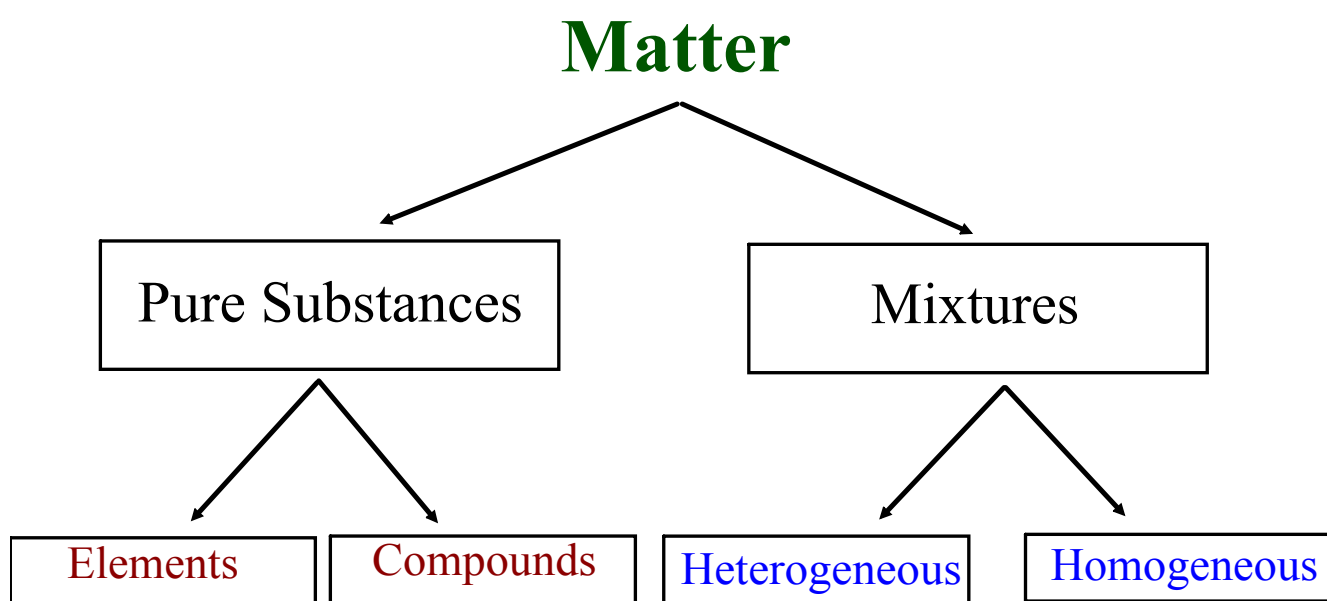 Matter
Pure Substances
Mixtures
Elements
Compounds
Heterogeneous
Homogeneous